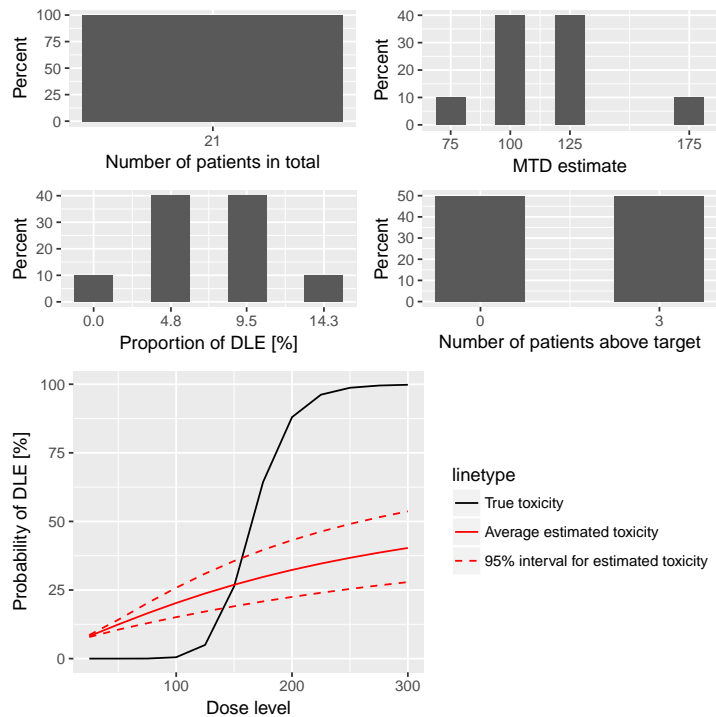 100
75
50
25
0
Percent
21
Number of patients in total
40
30
20
10
0
Percent
75
100
125
175
MTD estimate
40
30
20
10
0
Percent
0.0
4.8
9.5
14.3
Proportion of DLE [%]
50
40
30
20
10
0
Percent
0
3
Number of patients above target
100
75
50
25
0
Probability of DLE [%]
100
200
300
Dose level
linetype
True toxicity
Average estimated toxicity
95% interval for estimated toxicity